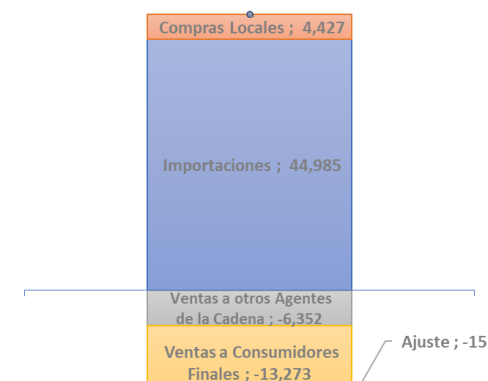 Compras Locales ; 4,427
Importaciones ; 44,985
Ventas a otros Agentes
de la Cadena ; -6,352
Ajuste ; -15
Ventas a Consumidores
Finales ; -13,273